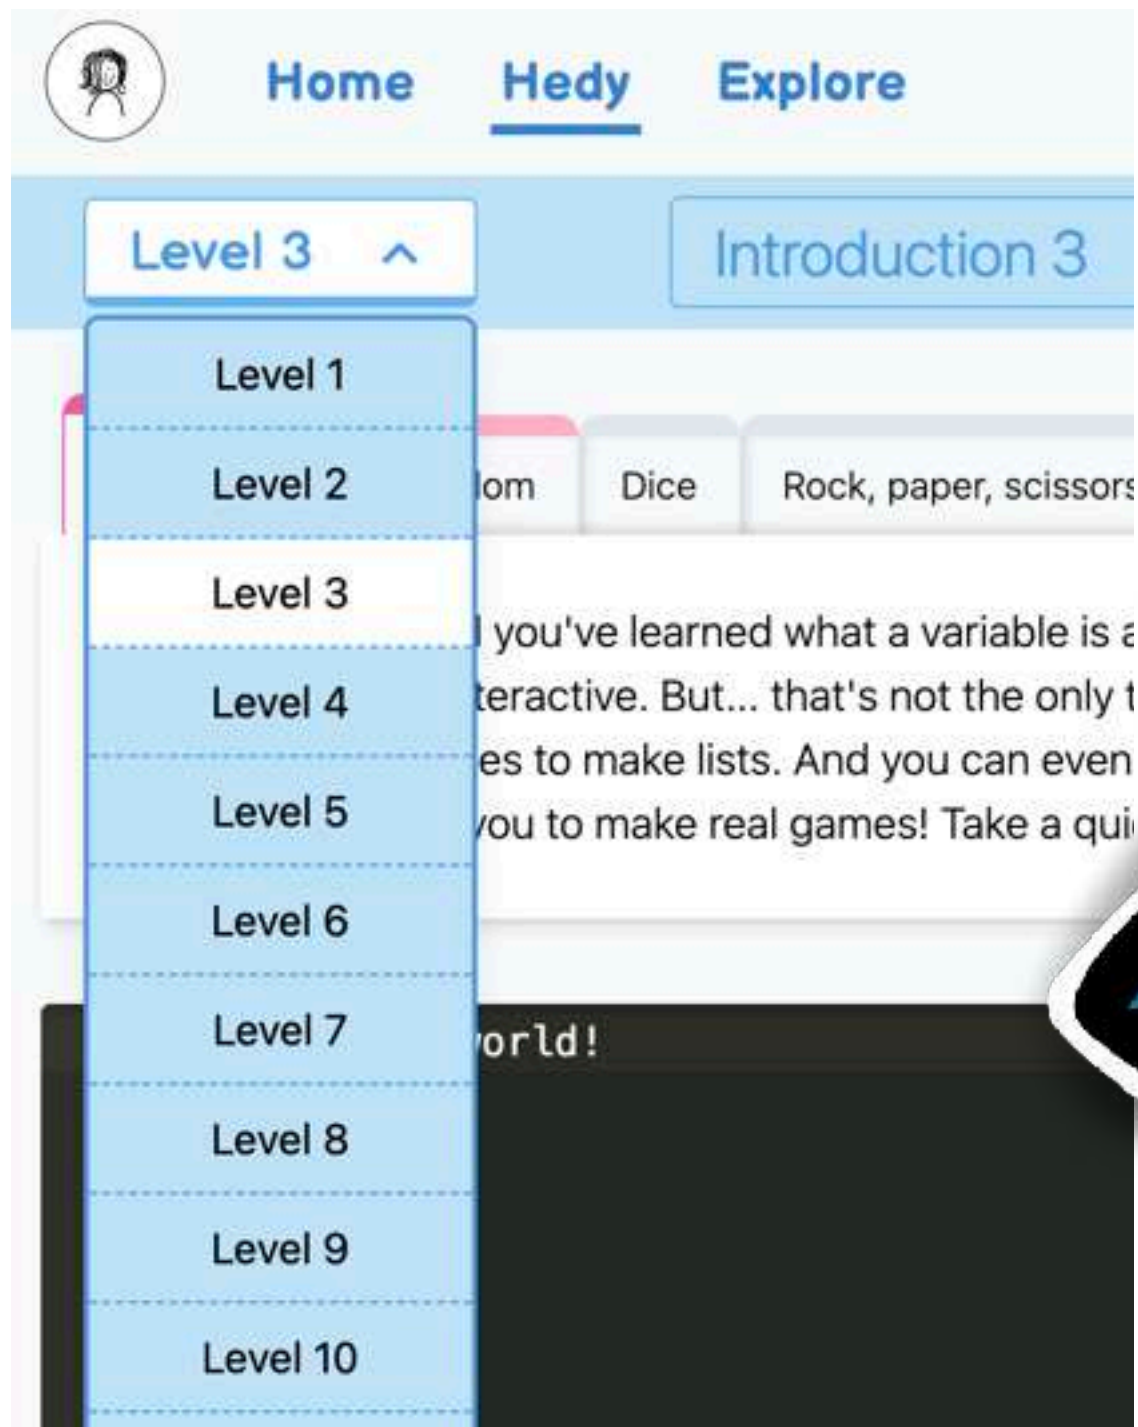 Home Hedy Explore
Level 3 Introduction 3
Level 1
Level 2
om Dice Rock, paper, scissors
Level 3
you've learned what a variable is a
Level 4
teractive. But... that's not the only t
es to make lists. And you can even
Level 5
you to make real games! Take a qui
Level 6
Level 7
orld!
Level 8
Level 9
Level 10